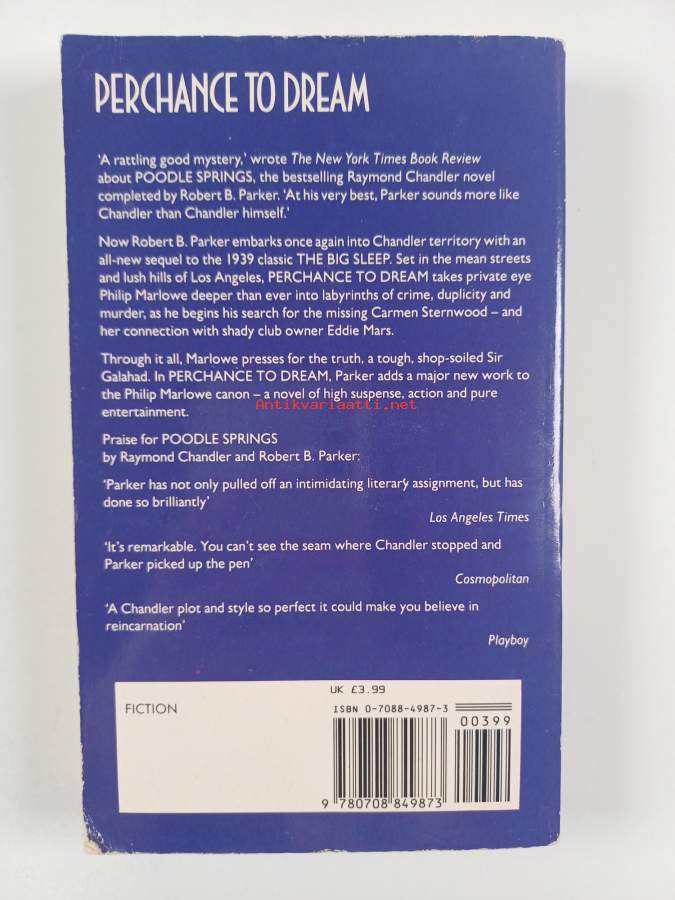 PERCHANCE TO DREAM
'A rattling good mystery,' wrote The New York Times Book Review
about POODLE SPRINGS, the bestselling Raymond Chandler novel
completed by Robert B. Parker. 'At his very best, Parker sounds more like
Chandler than Chandler himself.'
Now Robert B. Parker embarks once again into Chandler territory with an
all-new sequel to the 1939 classic THE BIG SLEEP. Set in the mean streets
and lush hills of Los Angeles, PERCHANCE TO DREAM takes private eye
Philip Marlowe deeper than ever into labyrinths of crime, duplicity and
murder, as he begins his search for the missing Carmen Sternwood – and
her connection with shady club owner Eddie Mars.
Through it all, Marlowe presses for the truth, a tough, shop-soiled Sir
Galahad. In PERCHANCE TO DREAM, Parker adds a major new work to
the Philip Marlowe canon – a novel of high suspense, action and pure
Antikvariaatti.net
entertainment.
Praise for POODLE SPRINGS
by Raymond Chandler and Robert B. Parker:
'Parker has not only pulled off an intimidating literary assignment, but has
done so brilliantly'
Los Angeles Times
'It's remarkable. You can't see the seam where Chandler stopped and
Parker picked up the pen'
Cosmopolitan
'A Chandler plot and style so perfect it could make you believe in
reincarnation'
Playboy
UK £3.99
FICTION
ISBN 0-7088-4987-3
00399
9 780708 849873